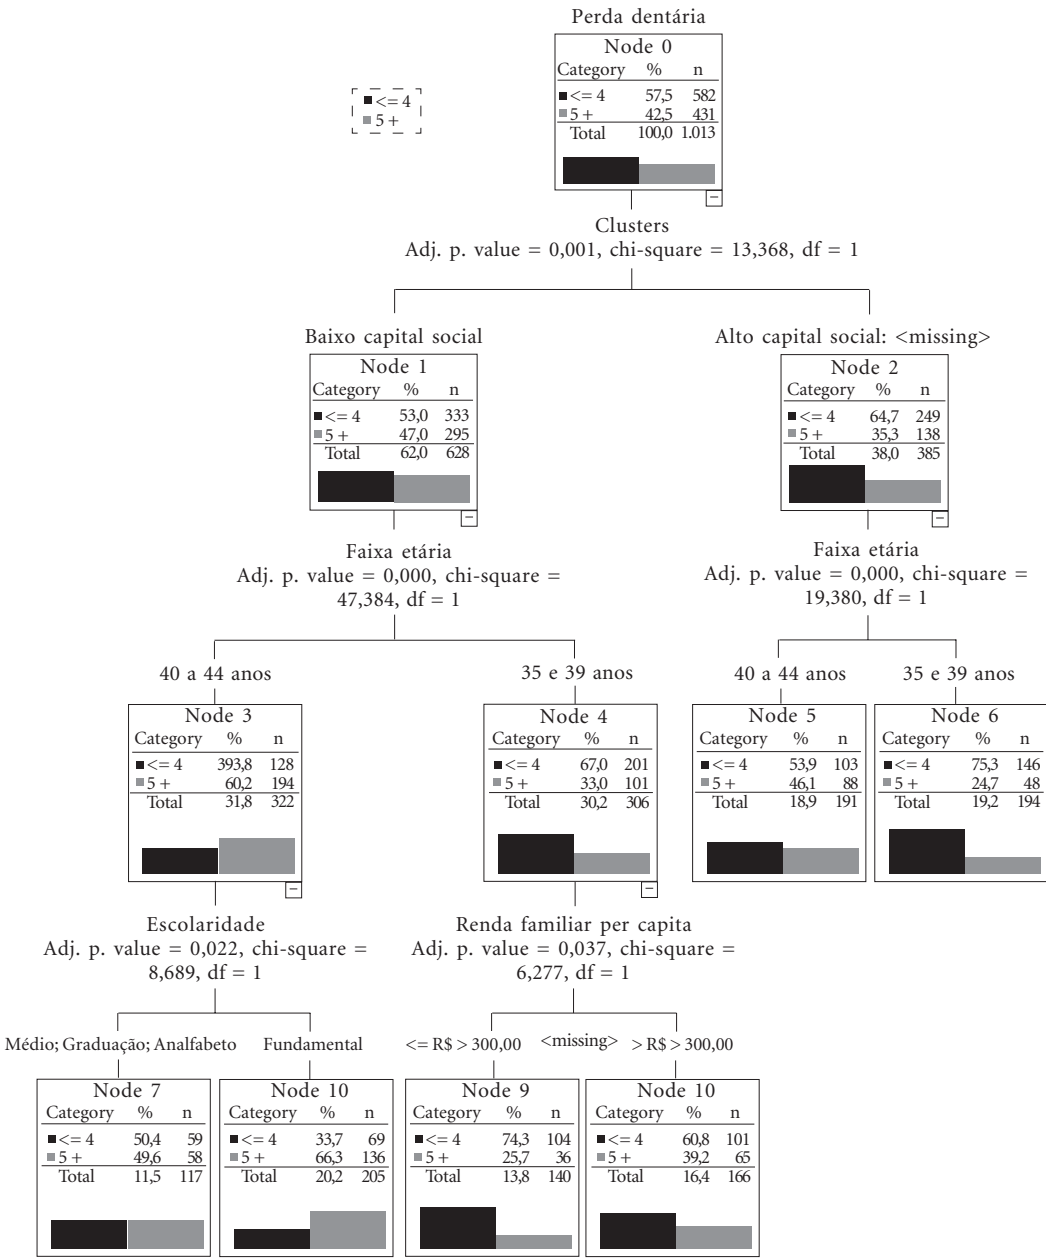 Perda dentária
Node 0
Category % n
<= 4 57,5 582
5 + 42,5 431
Total 100,0 1.013
<= 4
5 +
Clusters
Adj. p. value = 0,001, chi-square = 13,368, df = 1
Baixo capital social
Node 1
Category % n
<= 4 53,0 333
5 + 47,0 295
Total 62,0 628
Alto capital social: <missing>
Node 2
Category % n
<= 4 64,7 249
5 + 35,3 138
Total 38,0 385
Faixa etária
Adj. p. value = 0,000, chi-square =
47,384, df = 1
Faixa etária
Adj. p. value = 0,000, chi-square =
19,380, df = 1
40 a 44 anos
Node 3
Category % n
<= 4 393,8 128
5 + 60,2 194
Total 31,8 322
35 e 39 anos
Node 4
Category % n
<= 4 67,0 201
5 + 33,0 101
Total 30,2 306
40 a 44 anos
Node 5
Category % n
<= 4 53,9 103
5 + 46,1 88
Total 18,9 191
35 e 39 anos
Node 6
Category % n
<= 4 75,3 146
5 + 24,7 48
Total 19,2 194
Escolaridade
Adj. p. value = 0,022, chi-square =
8,689, df = 1
Renda familiar per capita
Adj. p. value = 0,037, chi-square =
6,277, df = 1
Médio; Graduação; Analfabeto
Node 7
Category % n
<= 4 50,4 59
5 + 49,6 58
Total 11,5 117
Fundamental
Node 10
Category % n
<= 4 33,7 69
5 + 66,3 136
Total 20,2 205
<= R$ > 300,00
Node 9
Category % n
<= 4 74,3 104
5 + 25,7 36
Total 13,8 140
<missing>
> R$ > 300,00
Node 10
Category % n
<= 4 60,8 101
5 + 39,2 65
Total 16,4 166